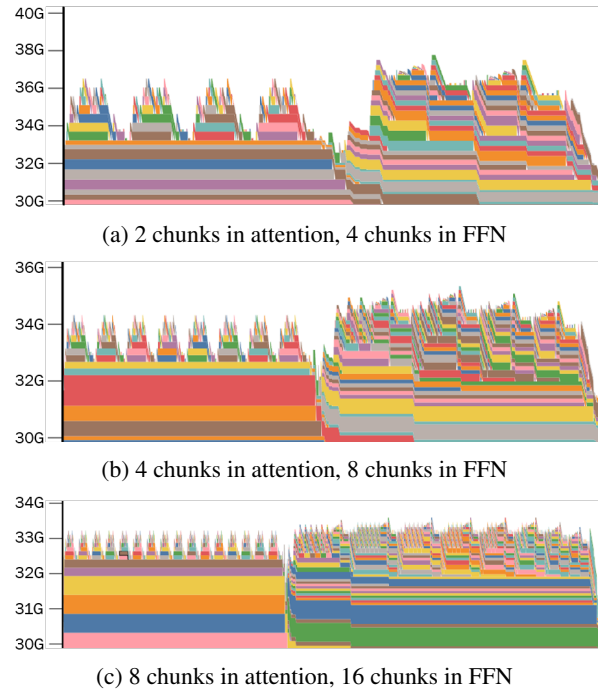 40G
38G
36G
34G
32G
30G
(a) 2 chunks in attention, 4 chunks in FFN
36G
34G
32G
30G
(b) 4 chunks in attention, 8 chunks in FFN
34G
33G
32G
31G
30G
(c) 8 chunks in attention, 16 chunks in FFN